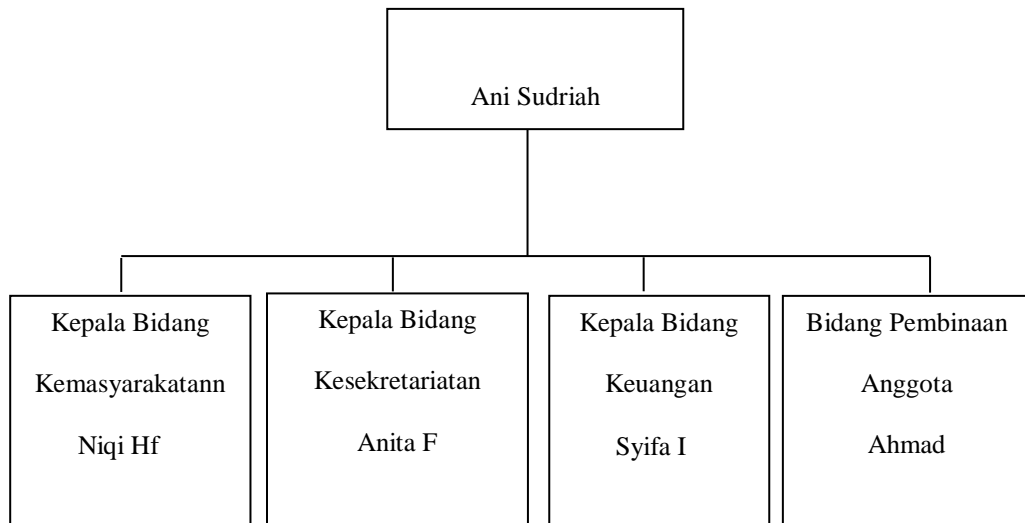 Ani Sudriah
Kepala Bidang
Kemasyarakatann
Niqi Hf
Kepala Bidang
Kesekretariatan
Anita F
Kepala Bidang
Keuangan
Syifa I
Bidang Pembinaan
Anggota
Ahmad